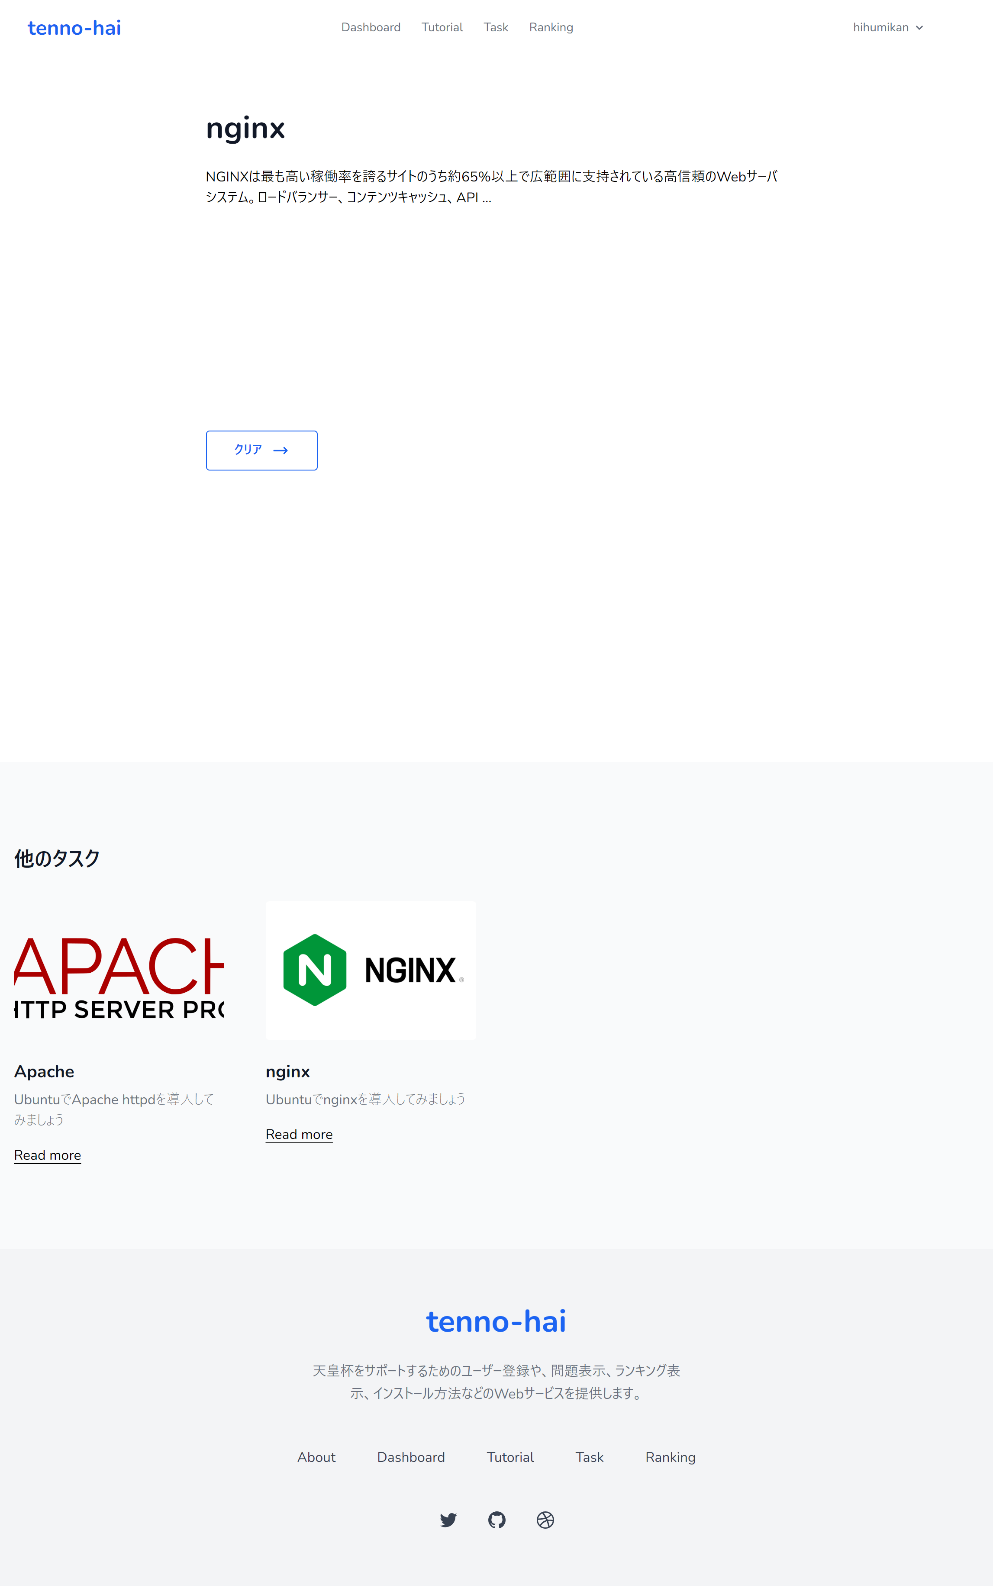 tenno-hai
Dashboard Tutorial Task Ranking
hihumikan
nginx
NGINXは最も高い稼働率を誇るサイトのうち約65%以上で広範囲に支持されている高信頼のWebサーバ
システム。ロードバランサー、コンテンツキャッシュ、API ...
クリア →
他のタスク
APACH
HTTP SERVER PRO
NGINX
Apache
UbuntuでApache httpdを導入して
みましょう
Read more
nginx
Ubuntuでnginxを導入してみましょう
Read more
tenno-hai
天皇杯をサポートするためのユーザー登録や、問題表示、ランキング表
示、インストール方法などのWebサービスを提供します。
About Dashboard Tutorial Task Ranking